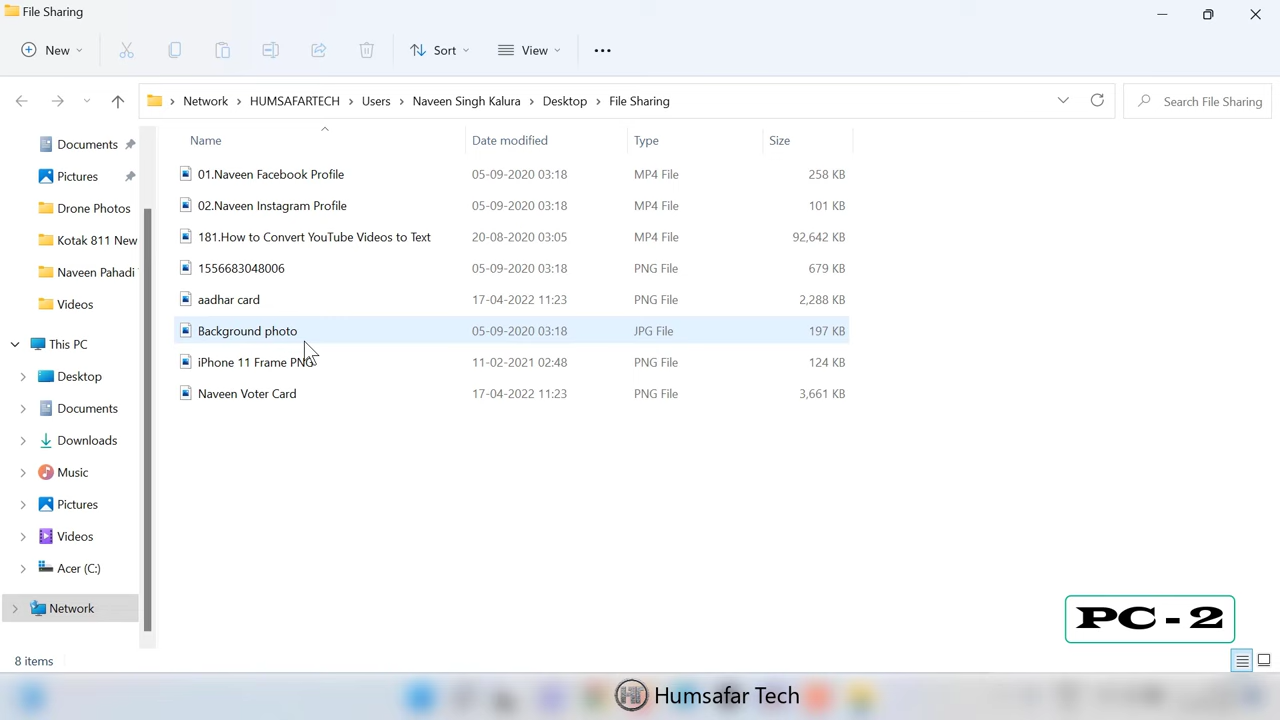 File Sharing
New
Sort
View
Network > HUMSAFARTECH > Users > Naveen Singh Kalura > Desktop > File Sharing
Search File Sharing
Documents
Pictures
Drone Photos
Kotak 811 New
Naveen Pahadi
Videos
This PC
Desktop
Documents
Downloads
Music
Pictures
Videos
Acer (C:)
Network
Name Date modified Type Size
01.Naveen Facebook Profile 05-09-2020 03:18 MP4 File 258 KB
02.Naveen Instagram Profile 05-09-2020 03:18 MP4 File 101 KB
181.How to Convert YouTube Videos to Text 20-08-2020 03:05 MP4 File 92,642 KB
1556683048006 05-09-2020 03:18 PNG File 679 KB
aadhar card 17-04-2022 11:23 PNG File 2,288 KB
Background photo 05-09-2020 03:18 JPG File 197 KB
iPhone 11 Frame PNG 11-02-2021 02:48 PNG File 124 KB
Naveen Voter Card 17-04-2022 11:23 PNG File 3,661 KB
PC - 2
8 items
HT Humsafar Tech